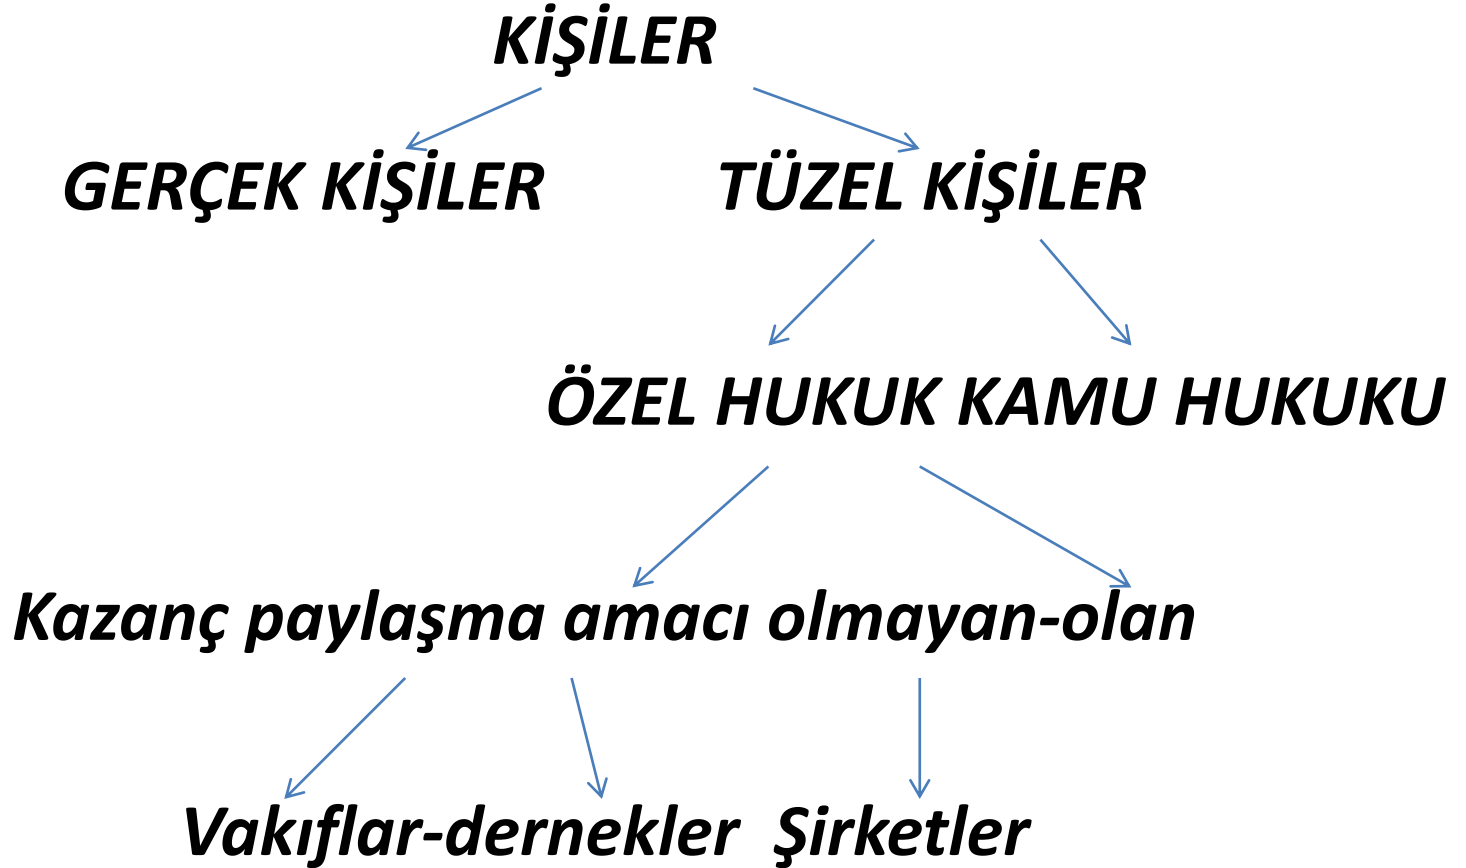 KİŞİLER
GERÇEK KİŞİLER TÜZEL KİŞİLER
ÖZEL HUKUK KAMU HUKUKU
Kazanç paylaşma amacı olmayan-olan
Vakıflar-dernekler Şirketler